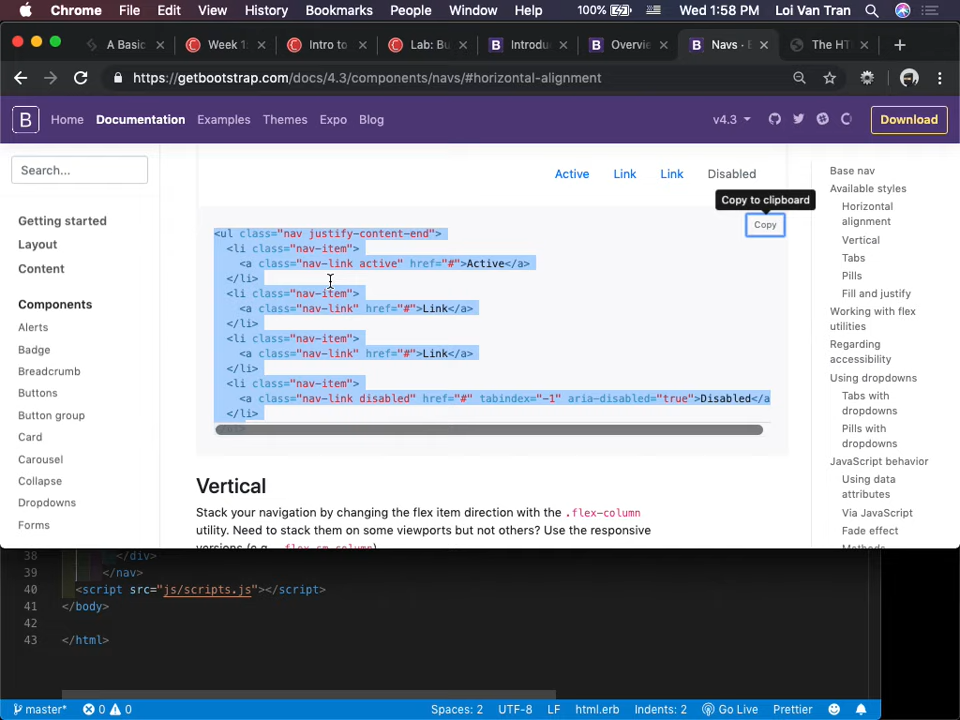 Chrome File Edit View History Bookmarks People Window Help 100% Wed 1:58 PM Loi Van Tran
A Basic Week 1: Intro to Lab: Bu Introdu Overvie Navs · B The HT
https://getbootstrap.com/docs/4.3/components/navs/#horizontal-alignment
B Home Documentation Examples Themes Expo Blog v4.3 Download
Search...
Getting started
Layout
Content
Components
Alerts
Badge
Breadcrumb
Buttons
Button group
Card
Carousel
Collapse
Dropdowns
Forms
Active Link Link Disabled
Copy to clipboard
Copy
<ul class="nav justify-content-end">
<li class="nav-item">
<a class="nav-link active" href="#">Active</a>
</li>
<li class="nav-item">
<a class="nav-link" href="#">Link</a>
</li>
<li class="nav-item">
<a class="nav-link" href="#">Link</a>
</li>
<li class="nav-item">
<a class="nav-link disabled" href="#" tabindex="-1" aria-disabled="true">Disabled</a
</li>
Vertical
Stack your navigation by changing the flex item direction with the .flex-column
utility. Need to stack them on some viewports but not others? Use the responsive
versions (e.g., .flex-sm-column)
Base nav
Available styles
Horizontal
alignment
Vertical
Tabs
Pills
Fill and justify
Working with flex
utilities
Regarding
accessibility
Using dropdowns
Tabs with
dropdowns
Pills with
dropdowns
JavaScript behavior
Using data
attributes
Via JavaScript
Fade effect
Methods
38 </div>
39 </nav>
40 <script src="js/scripts.js"></script>
41 </body>
42
43 </html>
master* 0 0 Spaces: 2 UTF-8 LF html.erb Indents: 2 Go Live Prettier